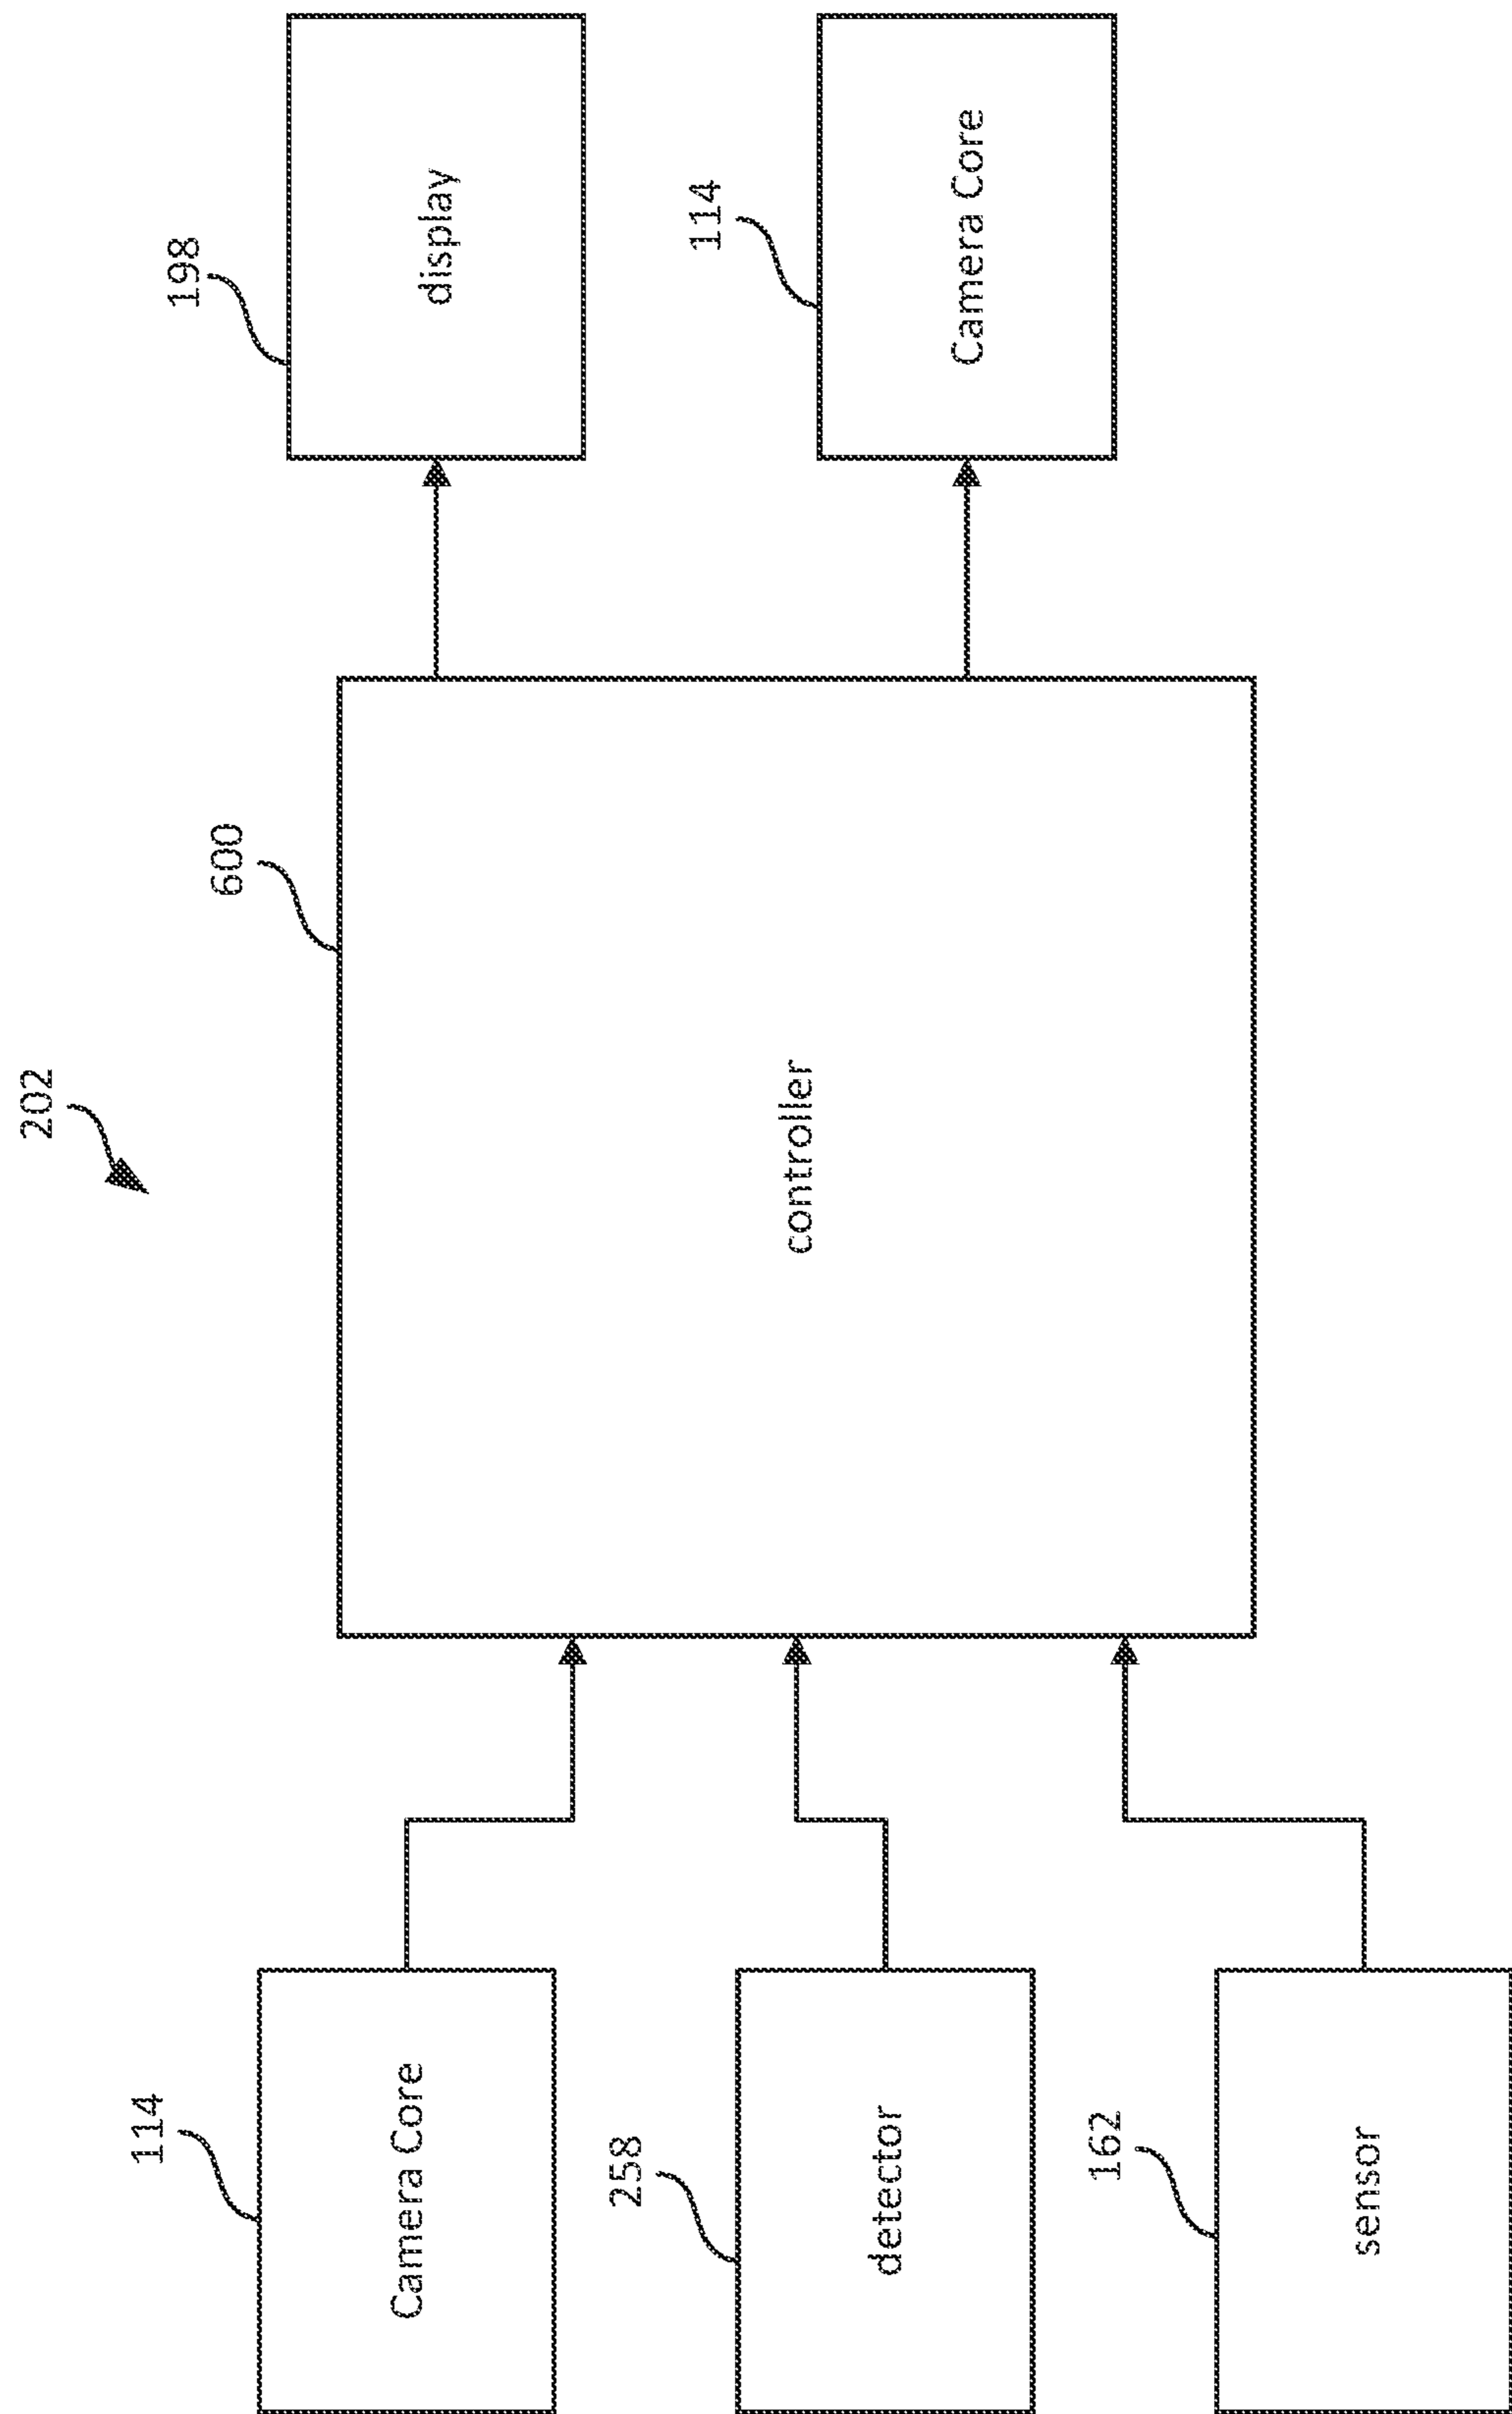 202
114
Camera Core
258
detector
162
sensor
600
controller
198
display
114
Camera Core